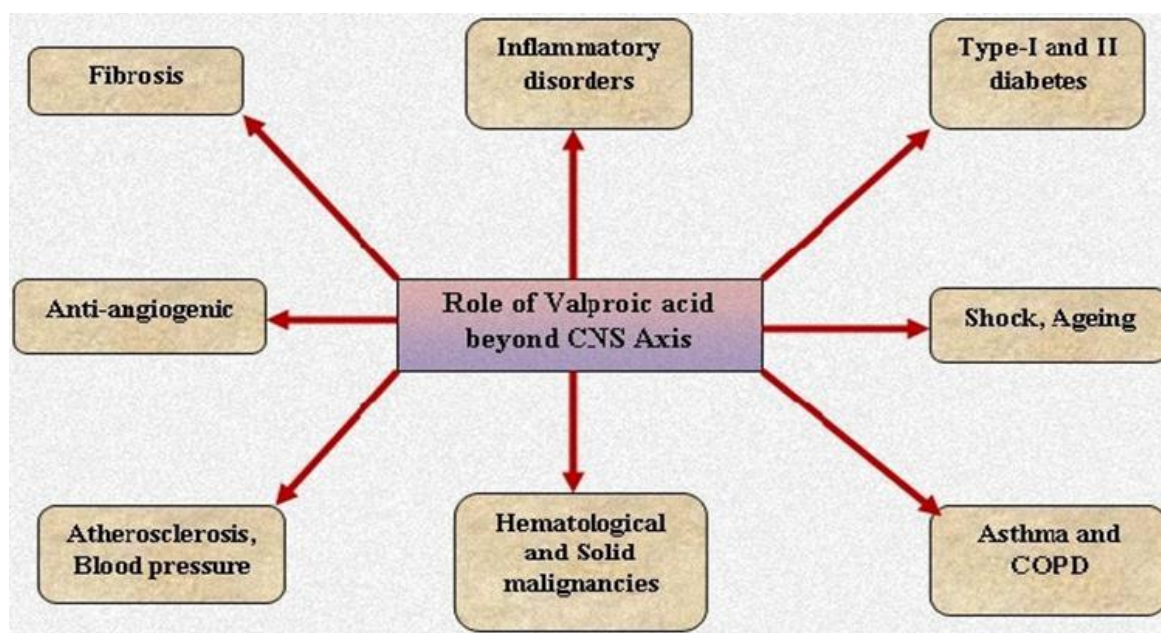 Fibrosis
Inflammatory
disorders
Type-I and II
diabetes
Anti-angiogenic
Role of Valproic acid
beyond CNS Axis
Shock, Ageing
Atherosclerosis,
Blood pressure
Hematological
and Solid
malignancies
Asthma and
COPD